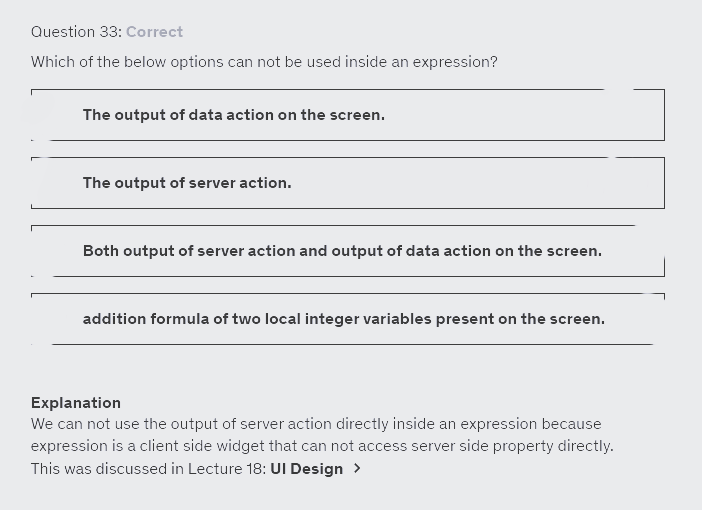 Question 33: Correct
Which of the below options can not be used inside an expression?
The output of data action on the screen.
The output of server action.
Both output of server action and output of data action on the screen.
addition formula of two local integer variables present on the screen.
Explanation
We can not use the output of server action directly inside an expression because
expression is a client side widget that can not access server side property directly.
This was discussed in Lecture 18: UI Design >